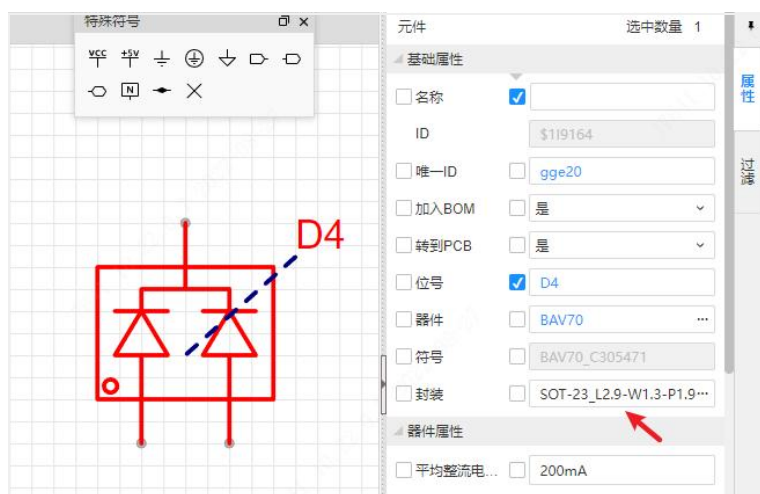 特殊符号
VCC
+5V
N
D4
元件 选中数量 1
基础属性
名称
ID $1I9164
唯一ID gge20
加入BOM 是
转到PCB 是
位号 D4
器件 BAV70 ...
符号 BAV70_C305471
封装 SOT-23_L2.9-W1.3-P1.9...
器件属性
平均整流电... 200mA
属性
过滤